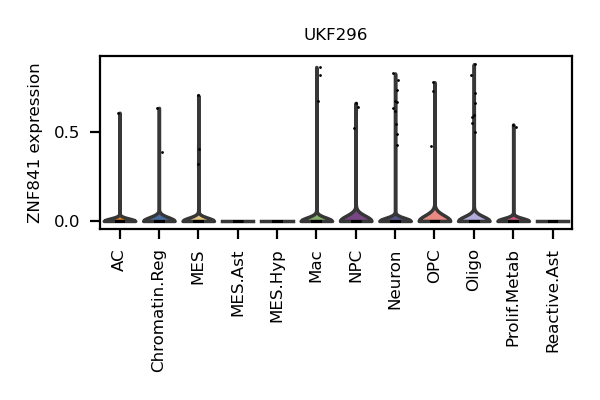 UKF296
ZNF841 expression
0.5
0.0
AC
Chromatin.Reg
MES
MES.Ast
MES.Hyp
Mac
NPC
Neuron
OPC
Oligo
Prolif.Metab
Reactive.Ast